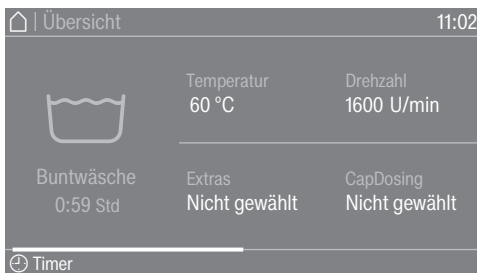 | Übersicht 11:02
Temperatur
60 °C
Drehzahl
1600 U/min
Buntwäsche
0:59 Std
Extras
Nicht gewählt
CapDosing
Nicht gewählt
Timer